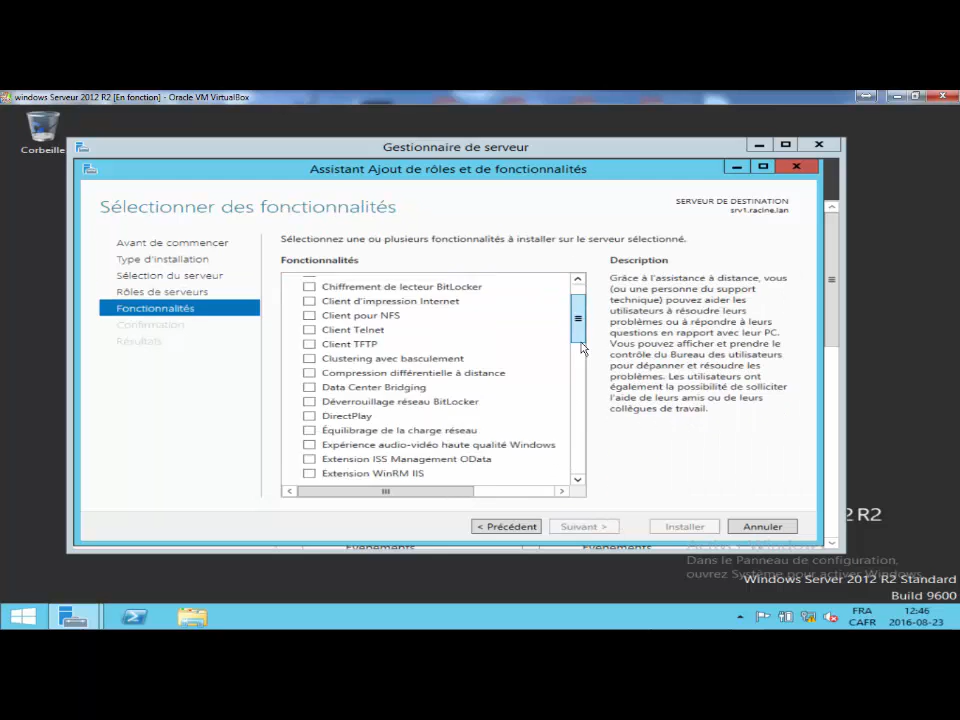 windows Serveur 2012 R2 [En fonction] - Oracle VM VirtualBox
Corbeille
Gestionnaire de serveur
Assistant Ajout de rôles et de fonctionnalités
Sélectionner des fonctionnalités
SERVEUR DE DESTINATION
srv1.racine.lan
Avant de commencer
Type d'installation
Sélection du serveur
Rôles de serveurs
Fonctionnalités
Confirmation
Résultats
Sélectionnez une ou plusieurs fonctionnalités à installer sur le serveur sélectionné.
Fonctionnalités
Chiffrement de lecteur BitLocker
Client d'impression Internet
Client pour NFS
Client Telnet
Client TFTP
Clustering avec basculement
Compression différentielle à distance
Data Center Bridging
Déverrouillage réseau BitLocker
DirectPlay
Équilibrage de la charge réseau
Expérience audio-vidéo haute qualité Windows
Extension ISS Management OData
Extension WinRM IIS
Description
Grâce à l'assistance à distance, vous
(ou une personne du support
technique) pouvez aider les
utilisateurs à résoudre leurs
problèmes ou à répondre à leurs
questions en rapport avec leur PC.
Vous pouvez afficher et prendre le
contrôle du Bureau des utilisateurs
pour dépanner et résoudre les
problèmes. Les utilisateurs ont
également la possibilité de solliciter
l'aide de leurs amis ou de leurs
collègues de travail.
< Précédent
Suivant >
Installer
Annuler
2 R2
Événements
Événements
Dans le Panneau de configuration,
ouvrez Système pour activer Windows.
Windows Server 2012 R2 Standard
Build 9600
FRA
CAFR
12:46
2016-08-23